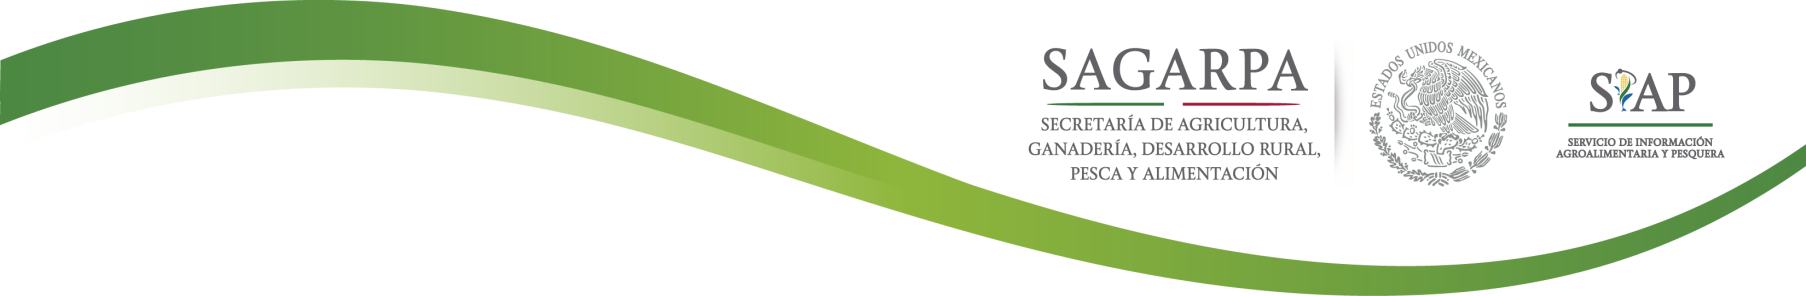 SAGARPA
SECRETARÍA DE AGRICULTURA,
GANADERÍA, DESARROLLO RURAL,
PESCA Y ALIMENTACIÓN
ESTADOS UNIDOS MEXICANOS
SIAP
SERVICIO DE INFORMACIÓN
AGROALIMENTARIA Y PESQUERA